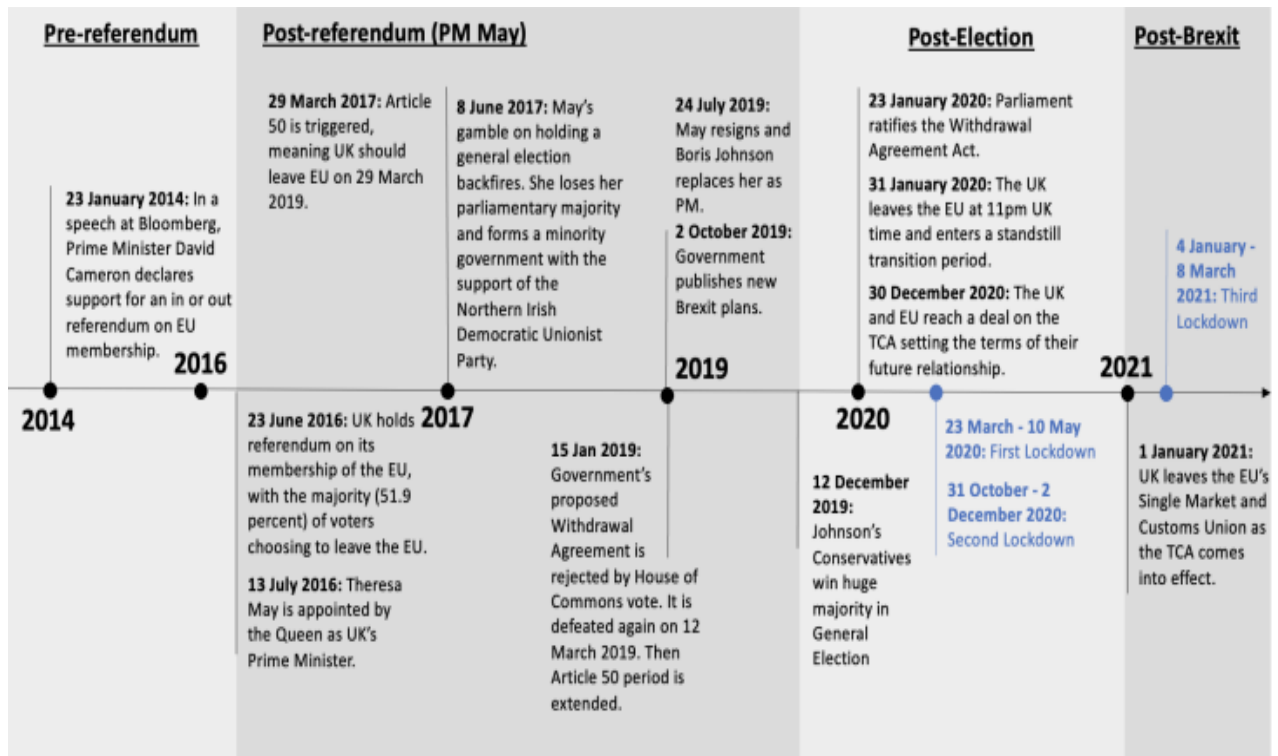 Pre-referendum
Post-referendum (PM May)
Post-Election
Post-Brexit
23 January 2014: In a
speech at Bloomberg,
Prime Minister David
Cameron declares
support for an in or out
referendum on EU
membership.
29 March 2017: Article
50 is triggered,
meaning UK should
leave EU on 29 March
2019.
8 June 2017: May's
gamble on holding a
general election
backfires. She loses her
parliamentary majority
and forms a minority
government with the
support of the
Northern Irish
Democratic Unionist
Party.
24 July 2019:
May resigns and
Boris Johnson
replaces her as
PM.
2 October 2019:
Government
publishes new
Brexit plans.
23 January 2020: Parliament
ratifies the Withdrawal
Agreement Act.
31 January 2020: The UK
leaves the EU at 11pm UK
time and enters a standstill
transition period.
30 December 2020: The UK
and EU reach a deal on the
TCA setting the terms of their
future relationship.
4 January -
8 March
2021: Third
Lockdown
2014
2016
2017
2019
2020
2021
23 June 2016: UK holds
referendum on its
membership of the EU,
with the majority (51.9
percent) of voters
choosing to leave the EU.
13 July 2016: Theresa
May is appointed by
the Queen as UK's
Prime Minister.
15 Jan 2019:
Government's
proposed
Withdrawal
Agreement is
rejected by House of
Commons vote. It is
defeated again on 12
March 2019. Then
Article 50 period is
extended.
12 December
2019:
Johnson's
Conservatives
win huge
majority in
General
Election
23 March - 10 May
2020: First Lockdown
31 October - 2
December 2020:
Second Lockdown
1 January 2021:
UK leaves the EU's
Single Market and
Customs Union as
the TCA comes
into effect.